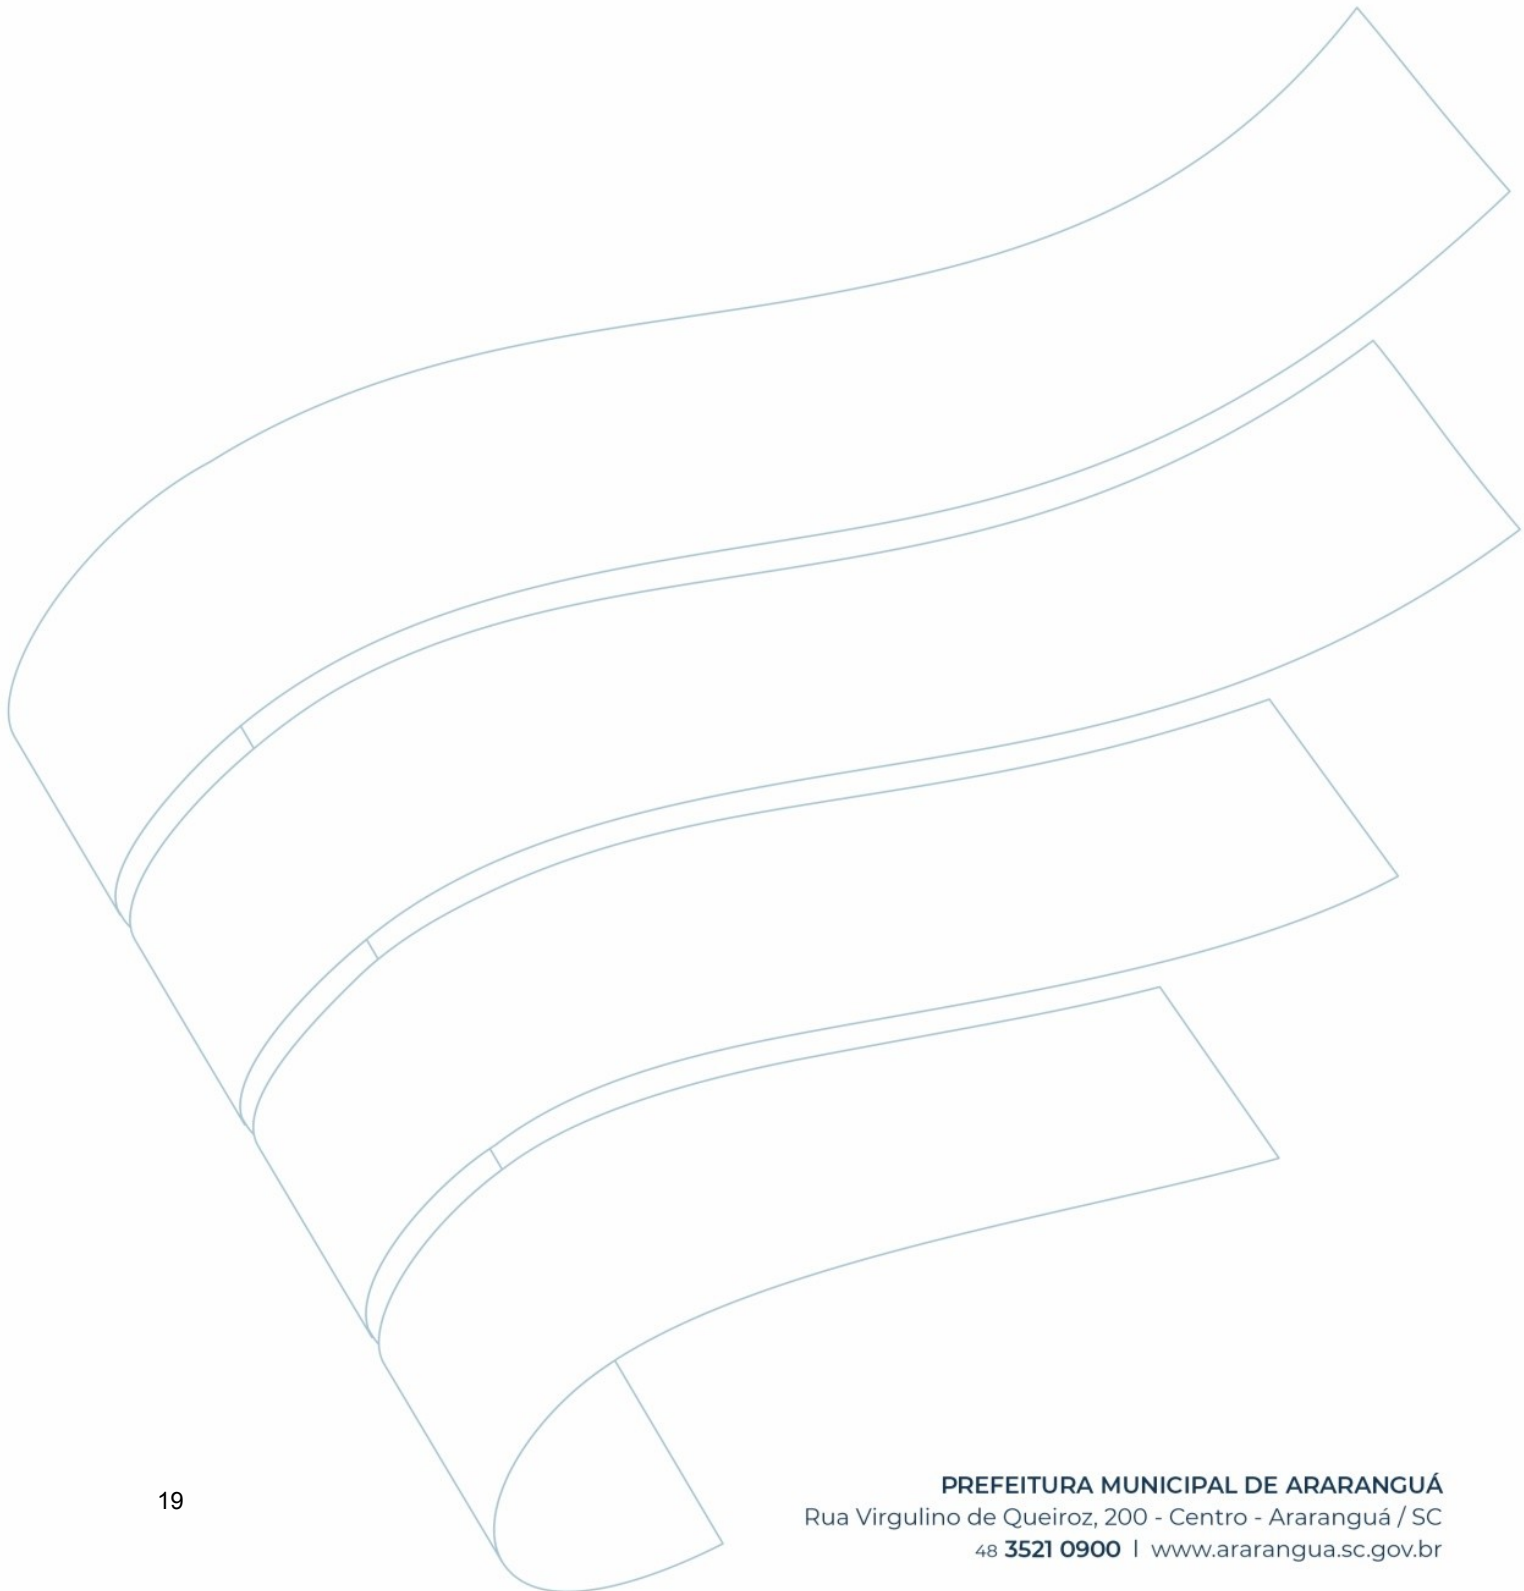 19
PREFEITURA MUNICIPAL DE ARARANGUÁ
Rua Virgulino de Queiroz, 200 - Centro - Araranguá / SC
48 3521 0900 | www.ararangua.sc.gov.br